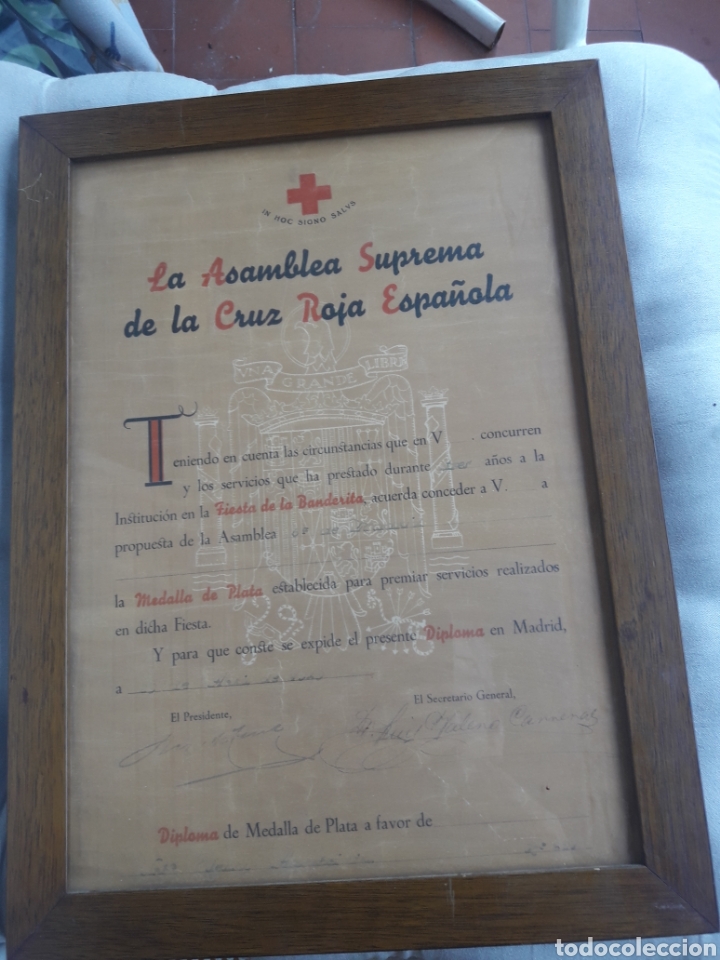 IN HOC SIGNO SALVS
La Asamblea Suprema
de la Cruz Roja Española
UNA GRANDE LIBRE
Teniendo en cuenta las circunstancias que en V concurren
y los servicios que ha prestado durante años a la
Institución en la Fiesta de la Banderita, acuerda conceder a V. a
propuesta de la Asamblea
la Medalla de Plata establecida para premiar servicios realizados
en dicha Fiesta.
Y para que conste se expide el presente Diploma en Madrid,
a
El Presidente,
El Secretario General,
Diploma de Medalla de Plata a favor de
todocoleccion